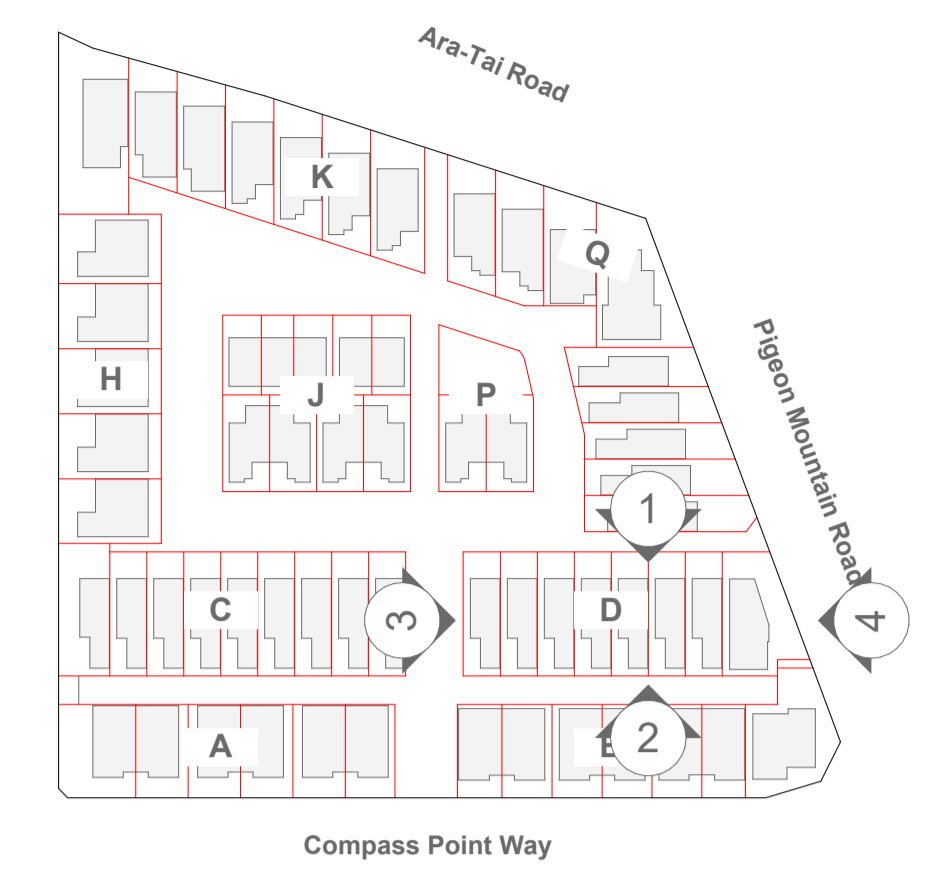 Ara-Tai Road
K
Q
Pigeon Mountain Road
H
J
P
1
C
3
D
4
A
2
Compass Point Way